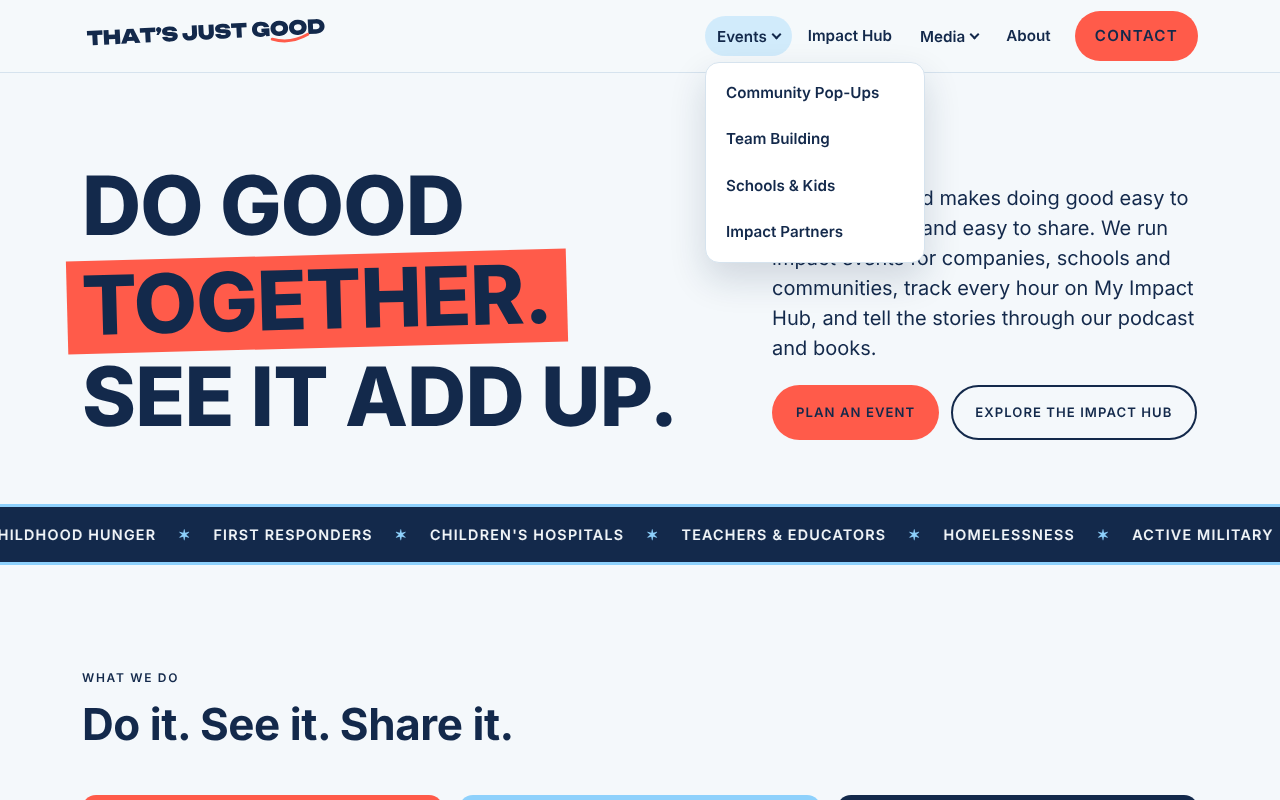 THAT'S JUST GOOD
Events
Impact Hub
Media
About
CONTACT
Community Pop-Ups
Team Building
Schools & Kids
Impact Partners
DO GOOD
TOGETHER.
SEE IT ADD UP.
makes doing good easy to
and easy to share. We run
impact events for companies, schools and
communities, track every hour on My Impact
Hub, and tell the stories through our podcast
and books.
PLAN AN EVENT
EXPLORE THE IMPACT HUB
HILDHOOD HUNGER ✶ FIRST RESPONDERS ✶ CHILDREN'S HOSPITALS ✶ TEACHERS & EDUCATORS ✶ HOMELESSNESS ✶ ACTIVE MILITARY
WHAT WE DO
Do it. See it. Share it.